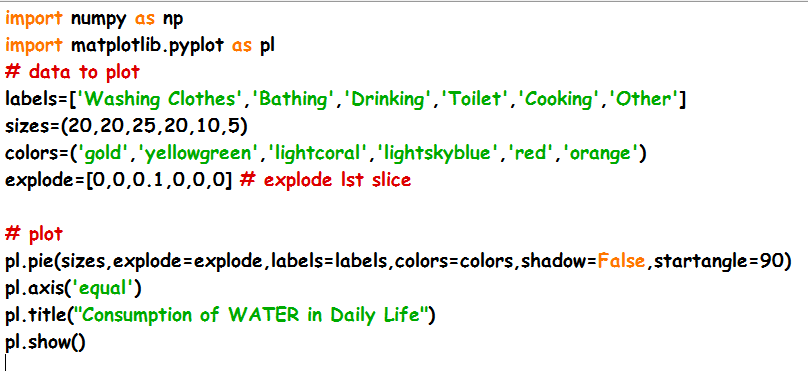 import numpy as np
import matplotlib.pyplot as pl
# data to plot
labels=['Washing Clothes','Bathing','Drinking','Toilet','Cooking','Other']
sizes=(20,20,25,20,10,5)
colors=('gold','yellowgreen','lightcoral','lightskyblue','red','orange')
explode=[0,0,0.1,0,0,0] # explode lst slice
# plot
pl.pie(sizes,explode=explode,labels=labels,colors=colors,shadow=False,startangle=90)
pl.axis('equal')
pl.title("Consumption of WATER in Daily Life")
pl.show()